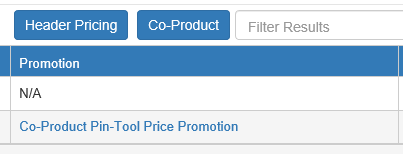 Header Pricing Co-Product Filter Results
Promotion
N/A
Co-Product Pin-Tool Price Promotion